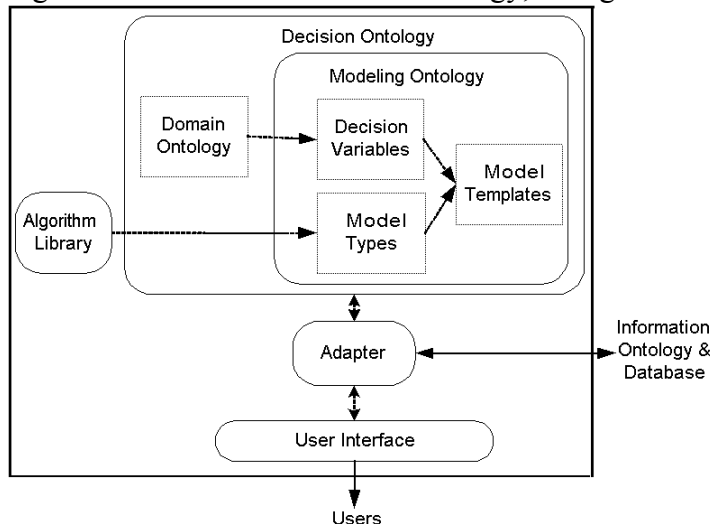 Decision Ontology
Modeling Ontology
Domain
Ontology
Decision
Variables
Model
Templates
Algorithm
Library
Model
Types
Adapter
Information
Ontology &
Database
User Interface
Users